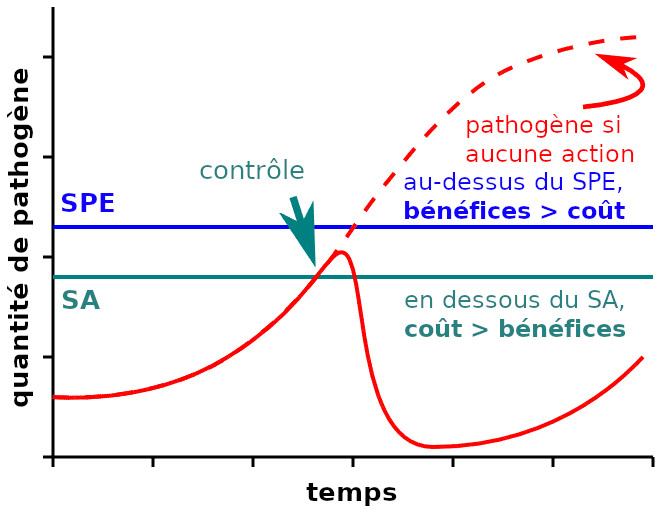 quantité de pathogène
contrôle
SPE
SA
pathogène si
aucune action
au-dessus du SPE,
bénéfices > coût
en dessous du SA,
coût > bénéfices
temps